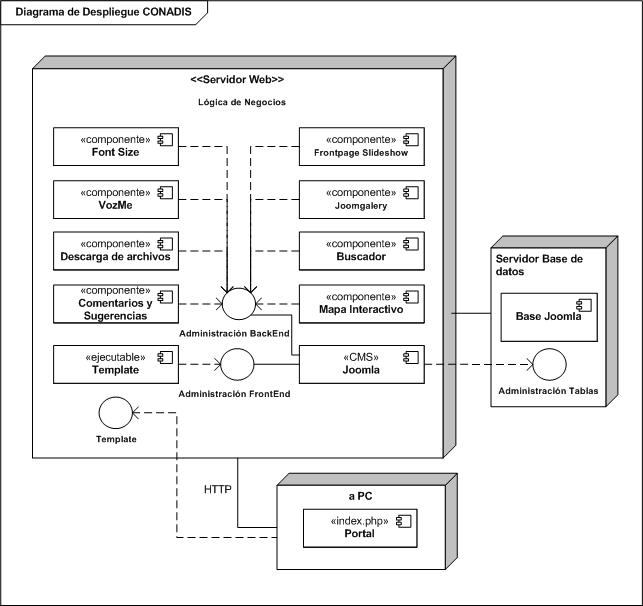 Diagrama de Despliegue CONADIS
<<Servidor Web>>
Lógica de Negocios
«componente»
Font Size
«componente»
Frontpage Slideshow
«componente»
VozMe
«componente»
Joomgalery
«componente»
Descarga de archivos
«componente»
Buscador
«componente»
Comentarios y
Sugerencias
«componente»
Mapa Interactivo
Administración BackEnd
«ejecutable»
Template
«CMS»
Joomla
Administración FrontEnd
Template
Servidor Base de
datos
Base Joomla
Administración Tablas
HTTP
a PC
«index.php»
Portal